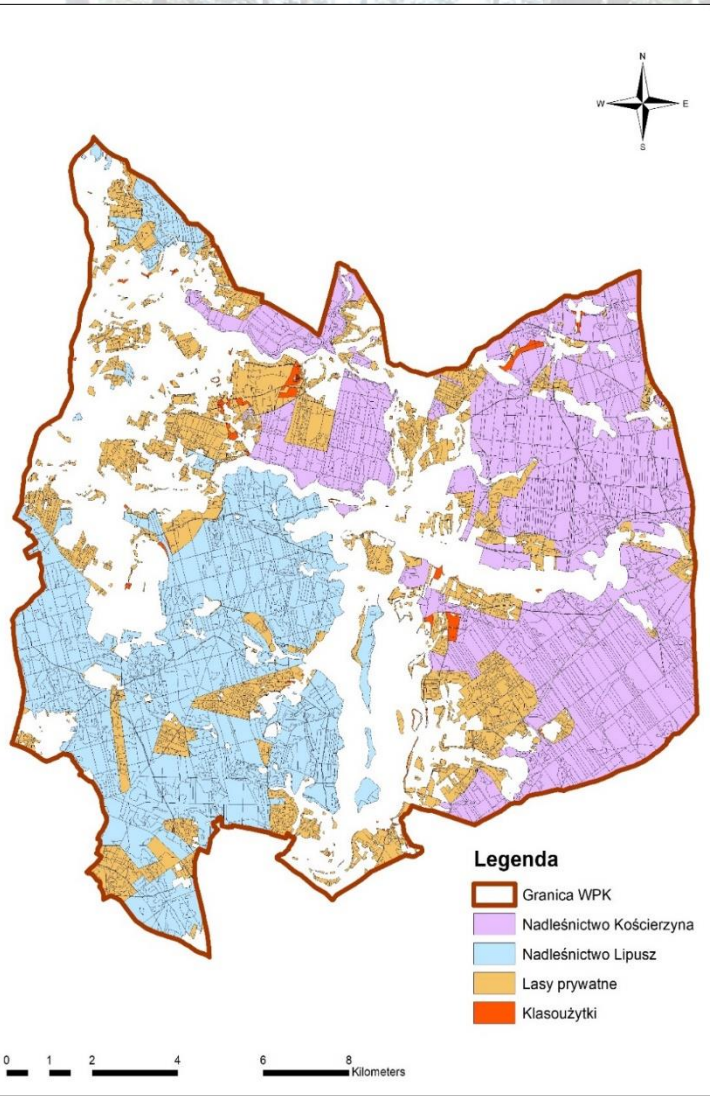 N
W E
S
Legenda
Granica WPK
Nadleśnictwo Kościerzyna
Nadleśnictwo Lipusz
Lasy prywatne
Klasoużytki
0 1 2 4 6 8
Kilometers